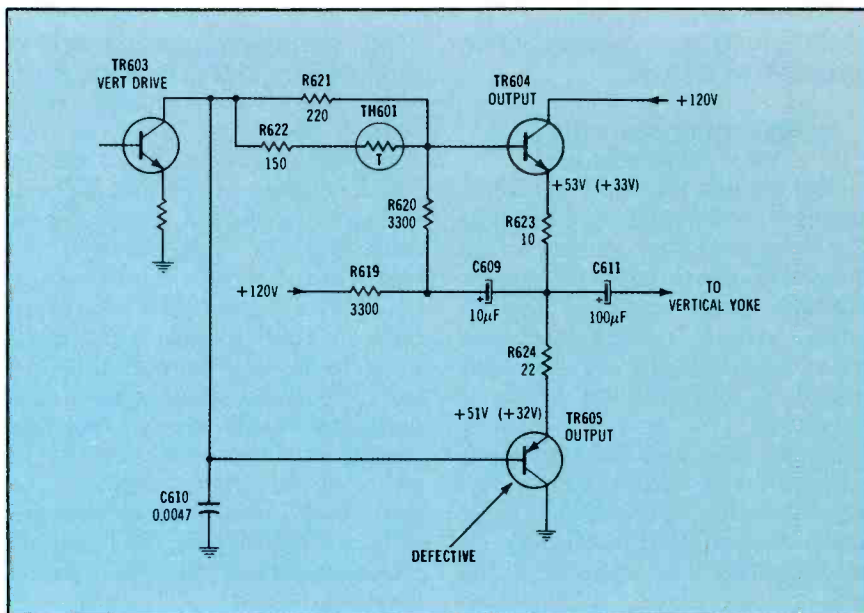 TR603
VERT DRIVE
R621
220
TH601
T
R622
150
TR604
OUTPUT
+120V
+53V (+33V)
R620
3300
R623
10
+120V
R619
3300
C609
+
10µF
C611
+
100µF
TO
VERTICAL YOKE
R624
22
+51V (+32V)
TR605
OUTPUT
C610
0.0047
DEFECTIVE